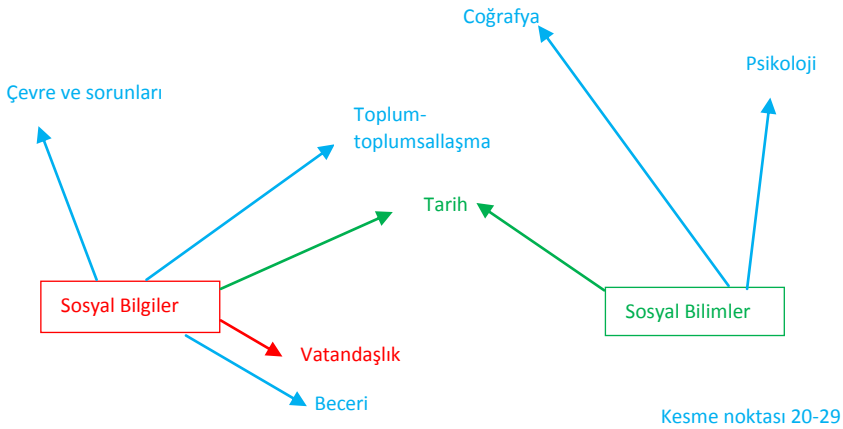 Coğrafya
Psikoloji
Çevre ve sorunları
Toplum-
toplumsallaşma
Tarih
Sosyal Bilgiler
Sosyal Bilimler
Vatandaşlık
Beceri
Kesme noktası 20-29